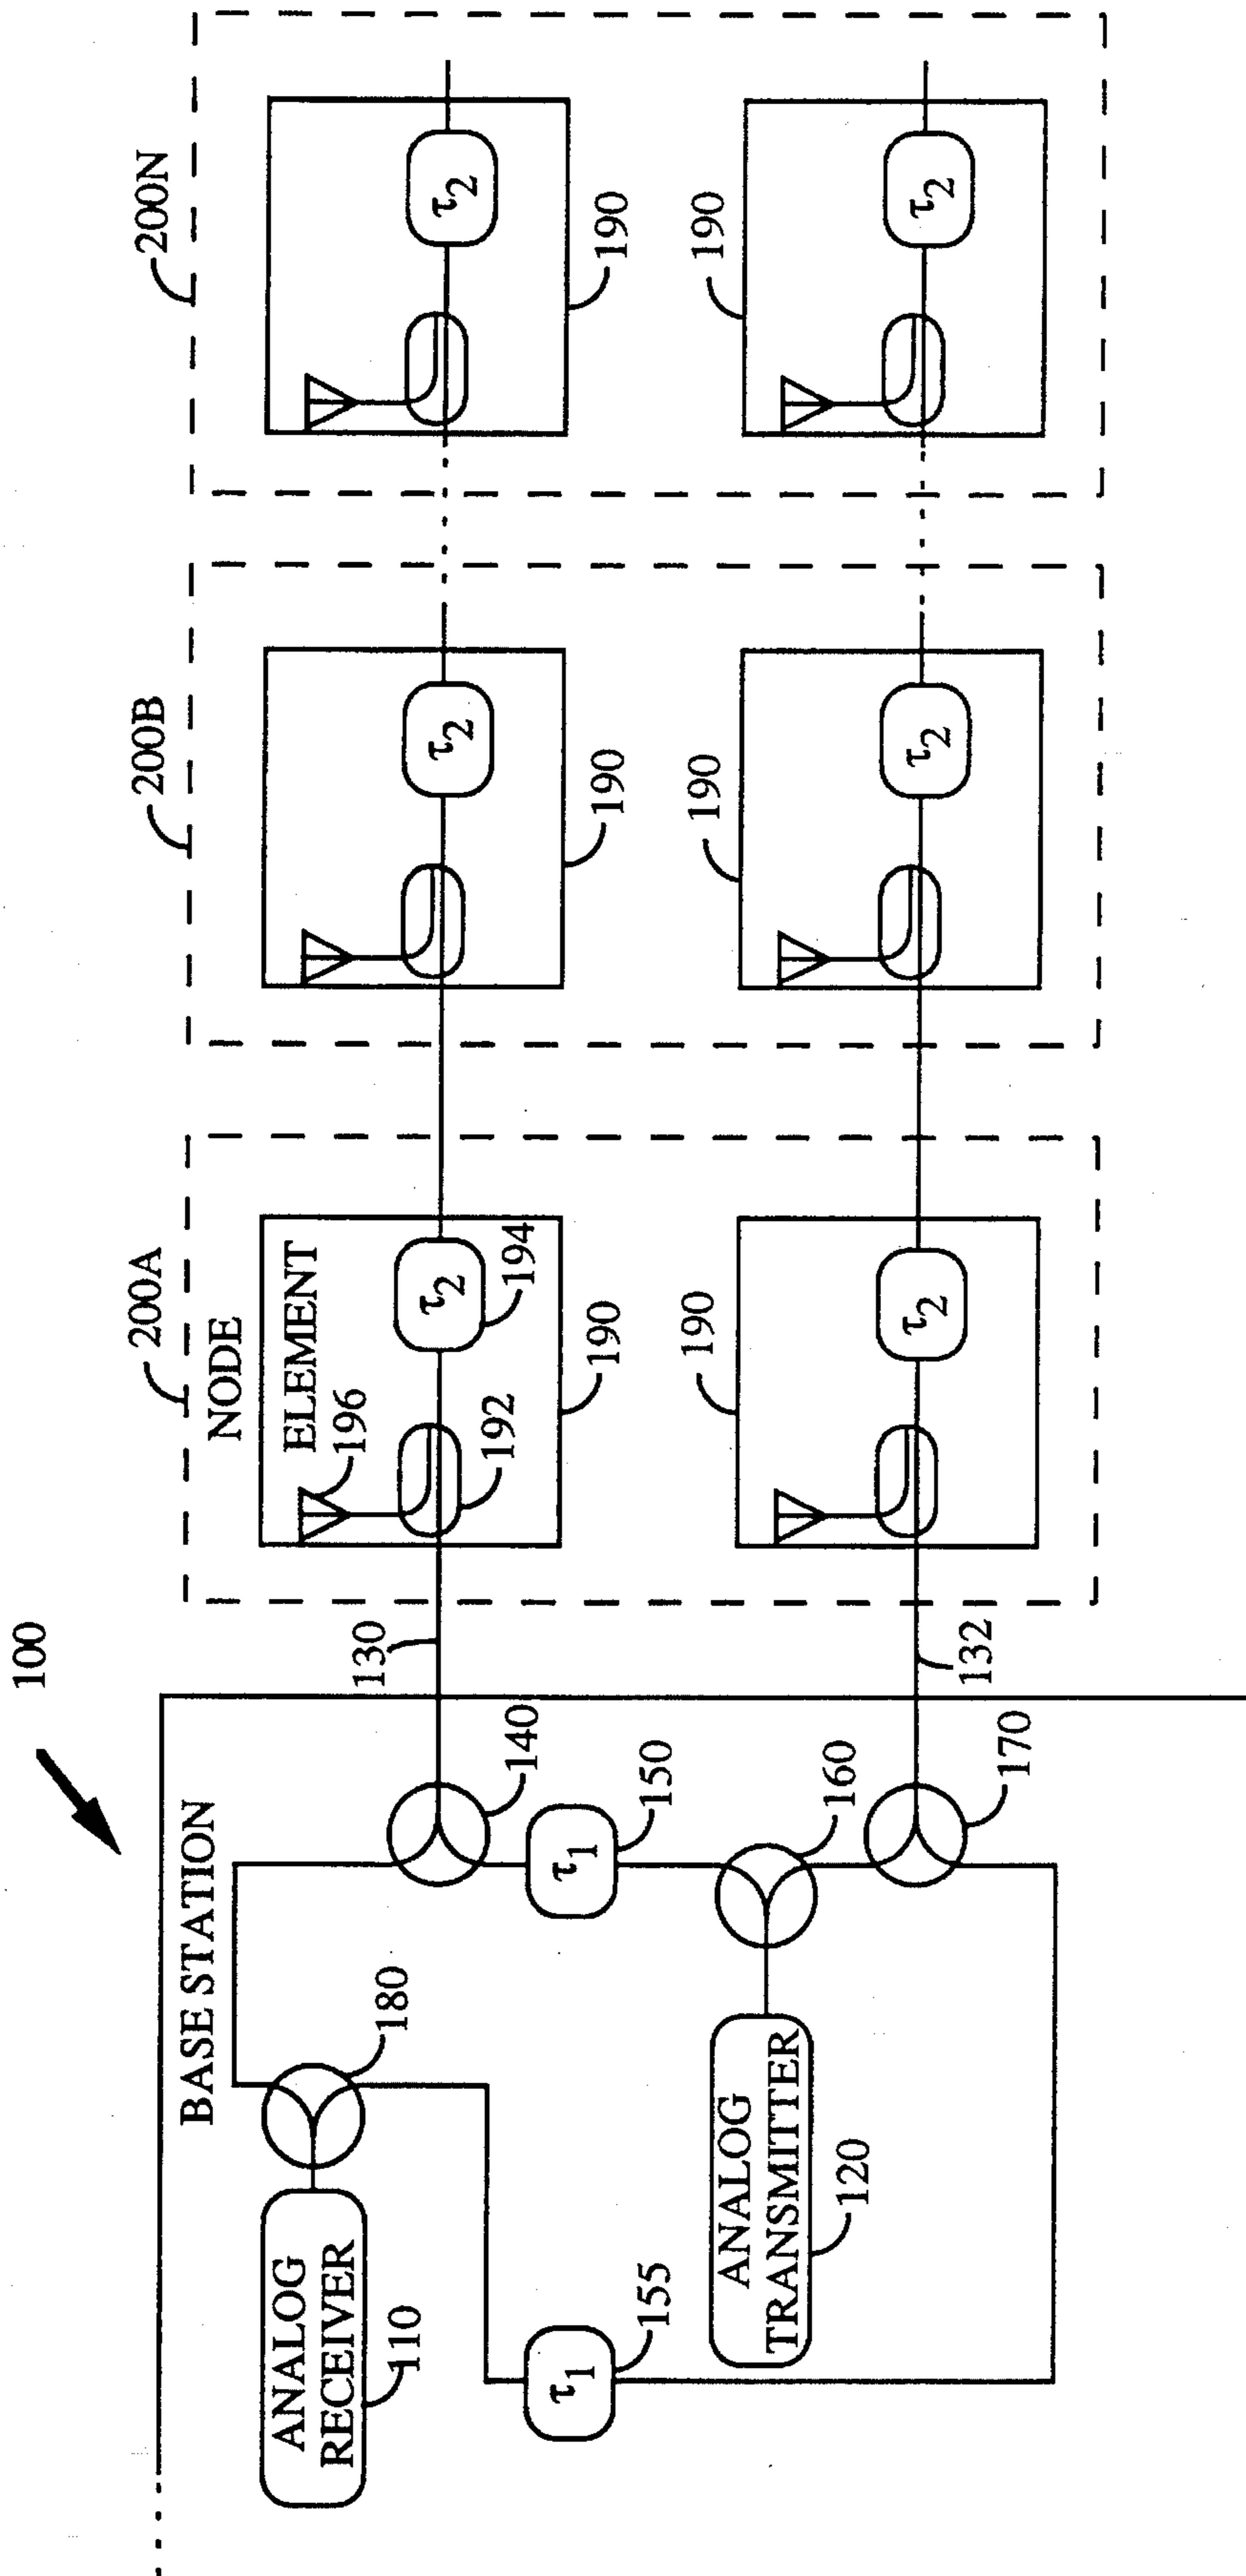 100
BASE STATION
ANALOG
RECEIVER
110
180
140
τ1
150
τ1
155
ANALOG
TRANSMITTER
120
160
170
130
132
200A
NODE
ELEMENT
196
192
τ2
194
190
190
τ2
200B
τ2
190
190
τ2
200N
τ2
190
190
τ2